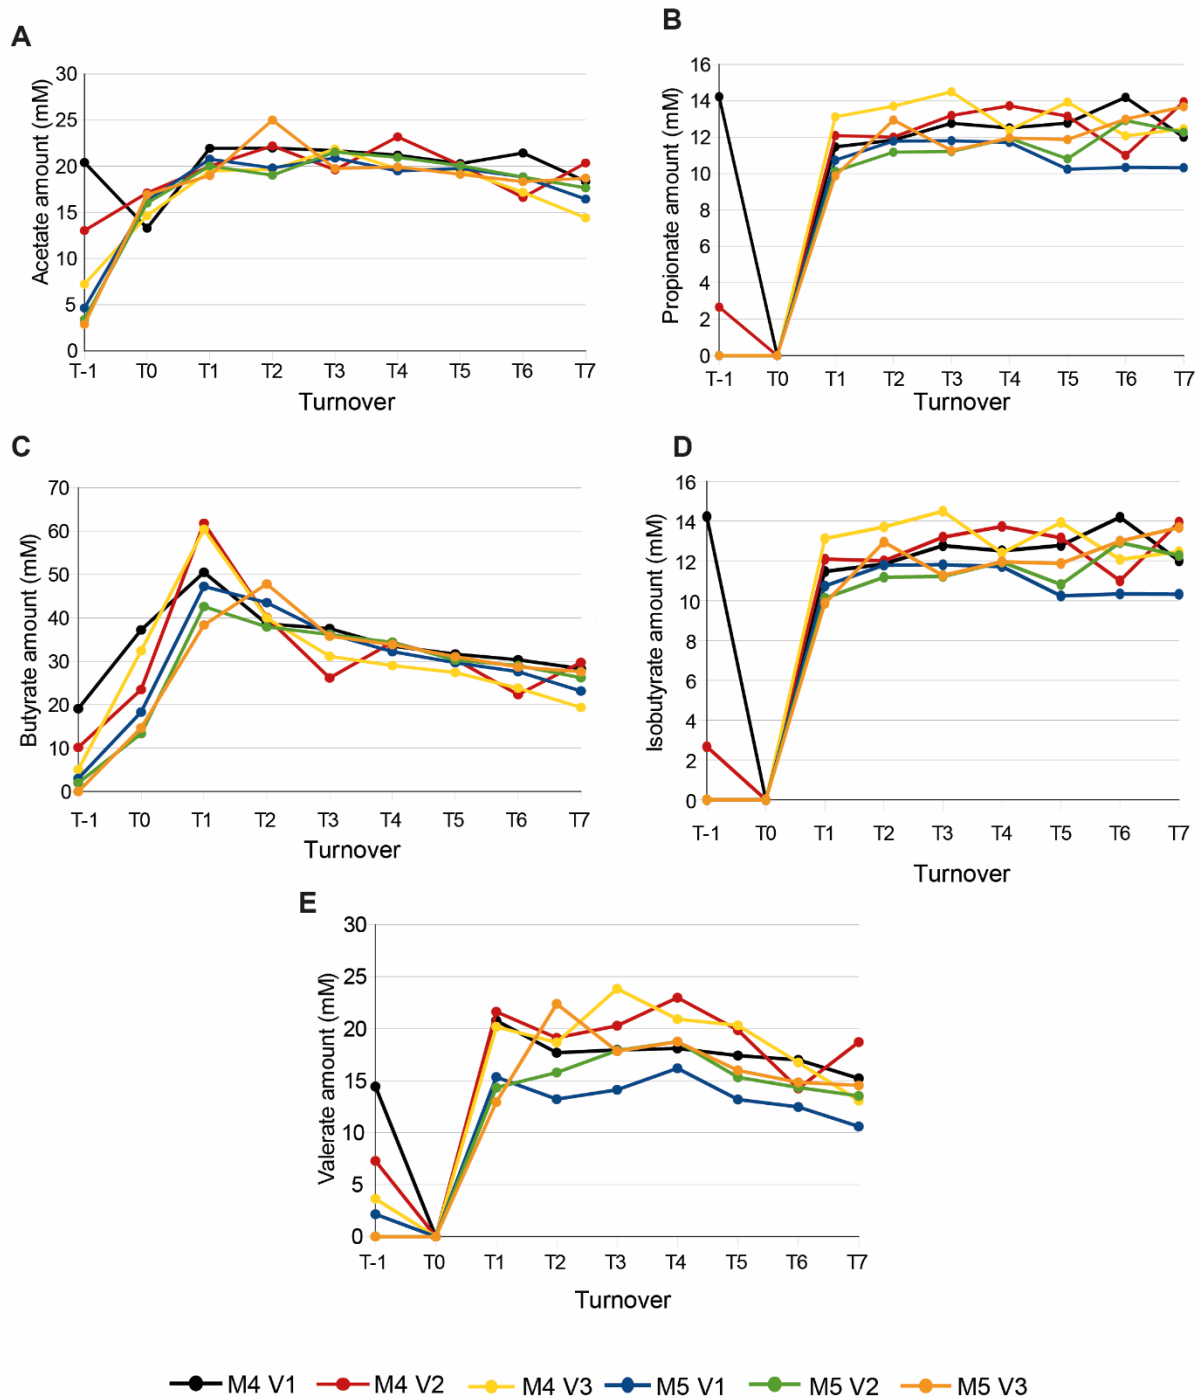 A
30
25
20
15
10
5
0
Acetate amount (mM)
T-1 T0 T1 T2 T3 T4 T5 T6 T7
Turnover
B
16
14
12
10
8
6
4
2
0
Propionate amount (mM)
T-1 T0 T1 T2 T3 T4 T5 T6 T7
Turnover
C
70
60
50
40
30
20
10
0
Butyrate amount (mM)
T-1 T0 T1 T2 T3 T4 T5 T6 T7
Turnover
D
16
14
12
10
8
6
4
2
0
Isobutyrate amount (mM)
T-1 T0 T1 T2 T3 T4 T5 T6 T7
Turnover
E
30
25
20
15
10
5
0
Valerate amount (mM)
T-1 T0 T1 T2 T3 T4 T5 T6 T7
Turnover
M4 V1 M4 V2 M4 V3 M5 V1 M5 V2 M5 V3